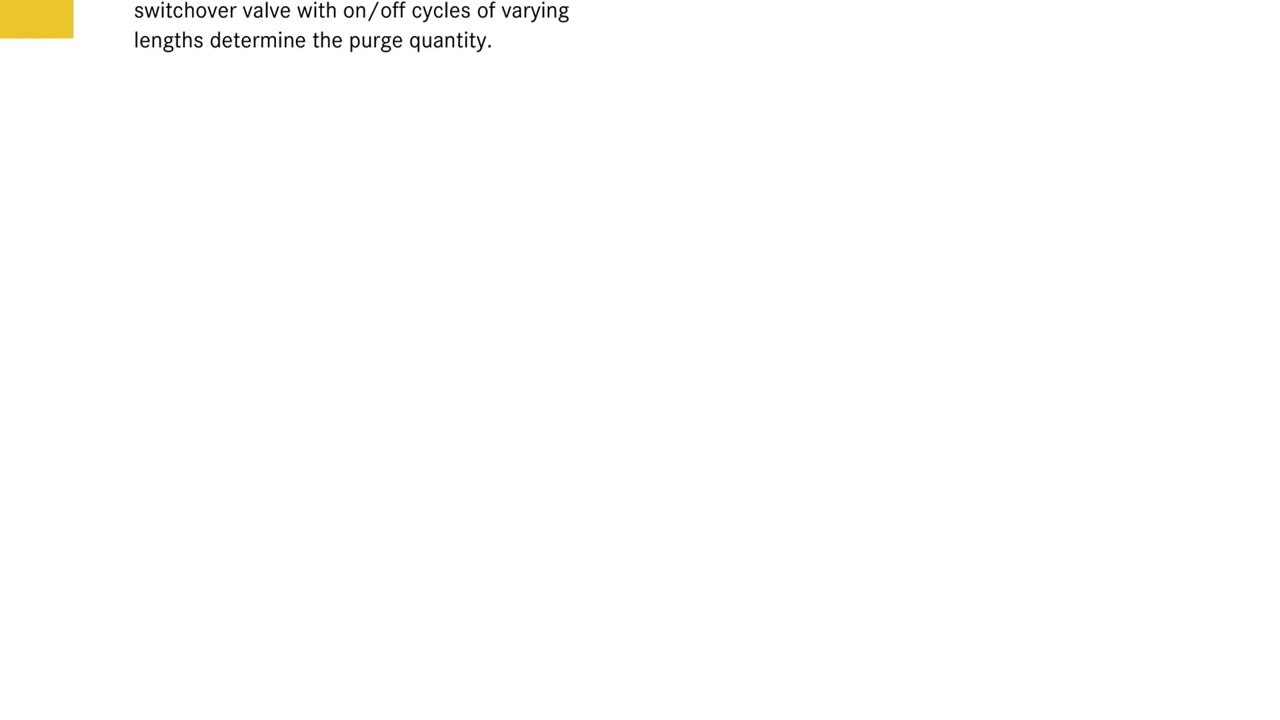 switchover valve with on/off cycles of varying
lengths determine the purge quantity.